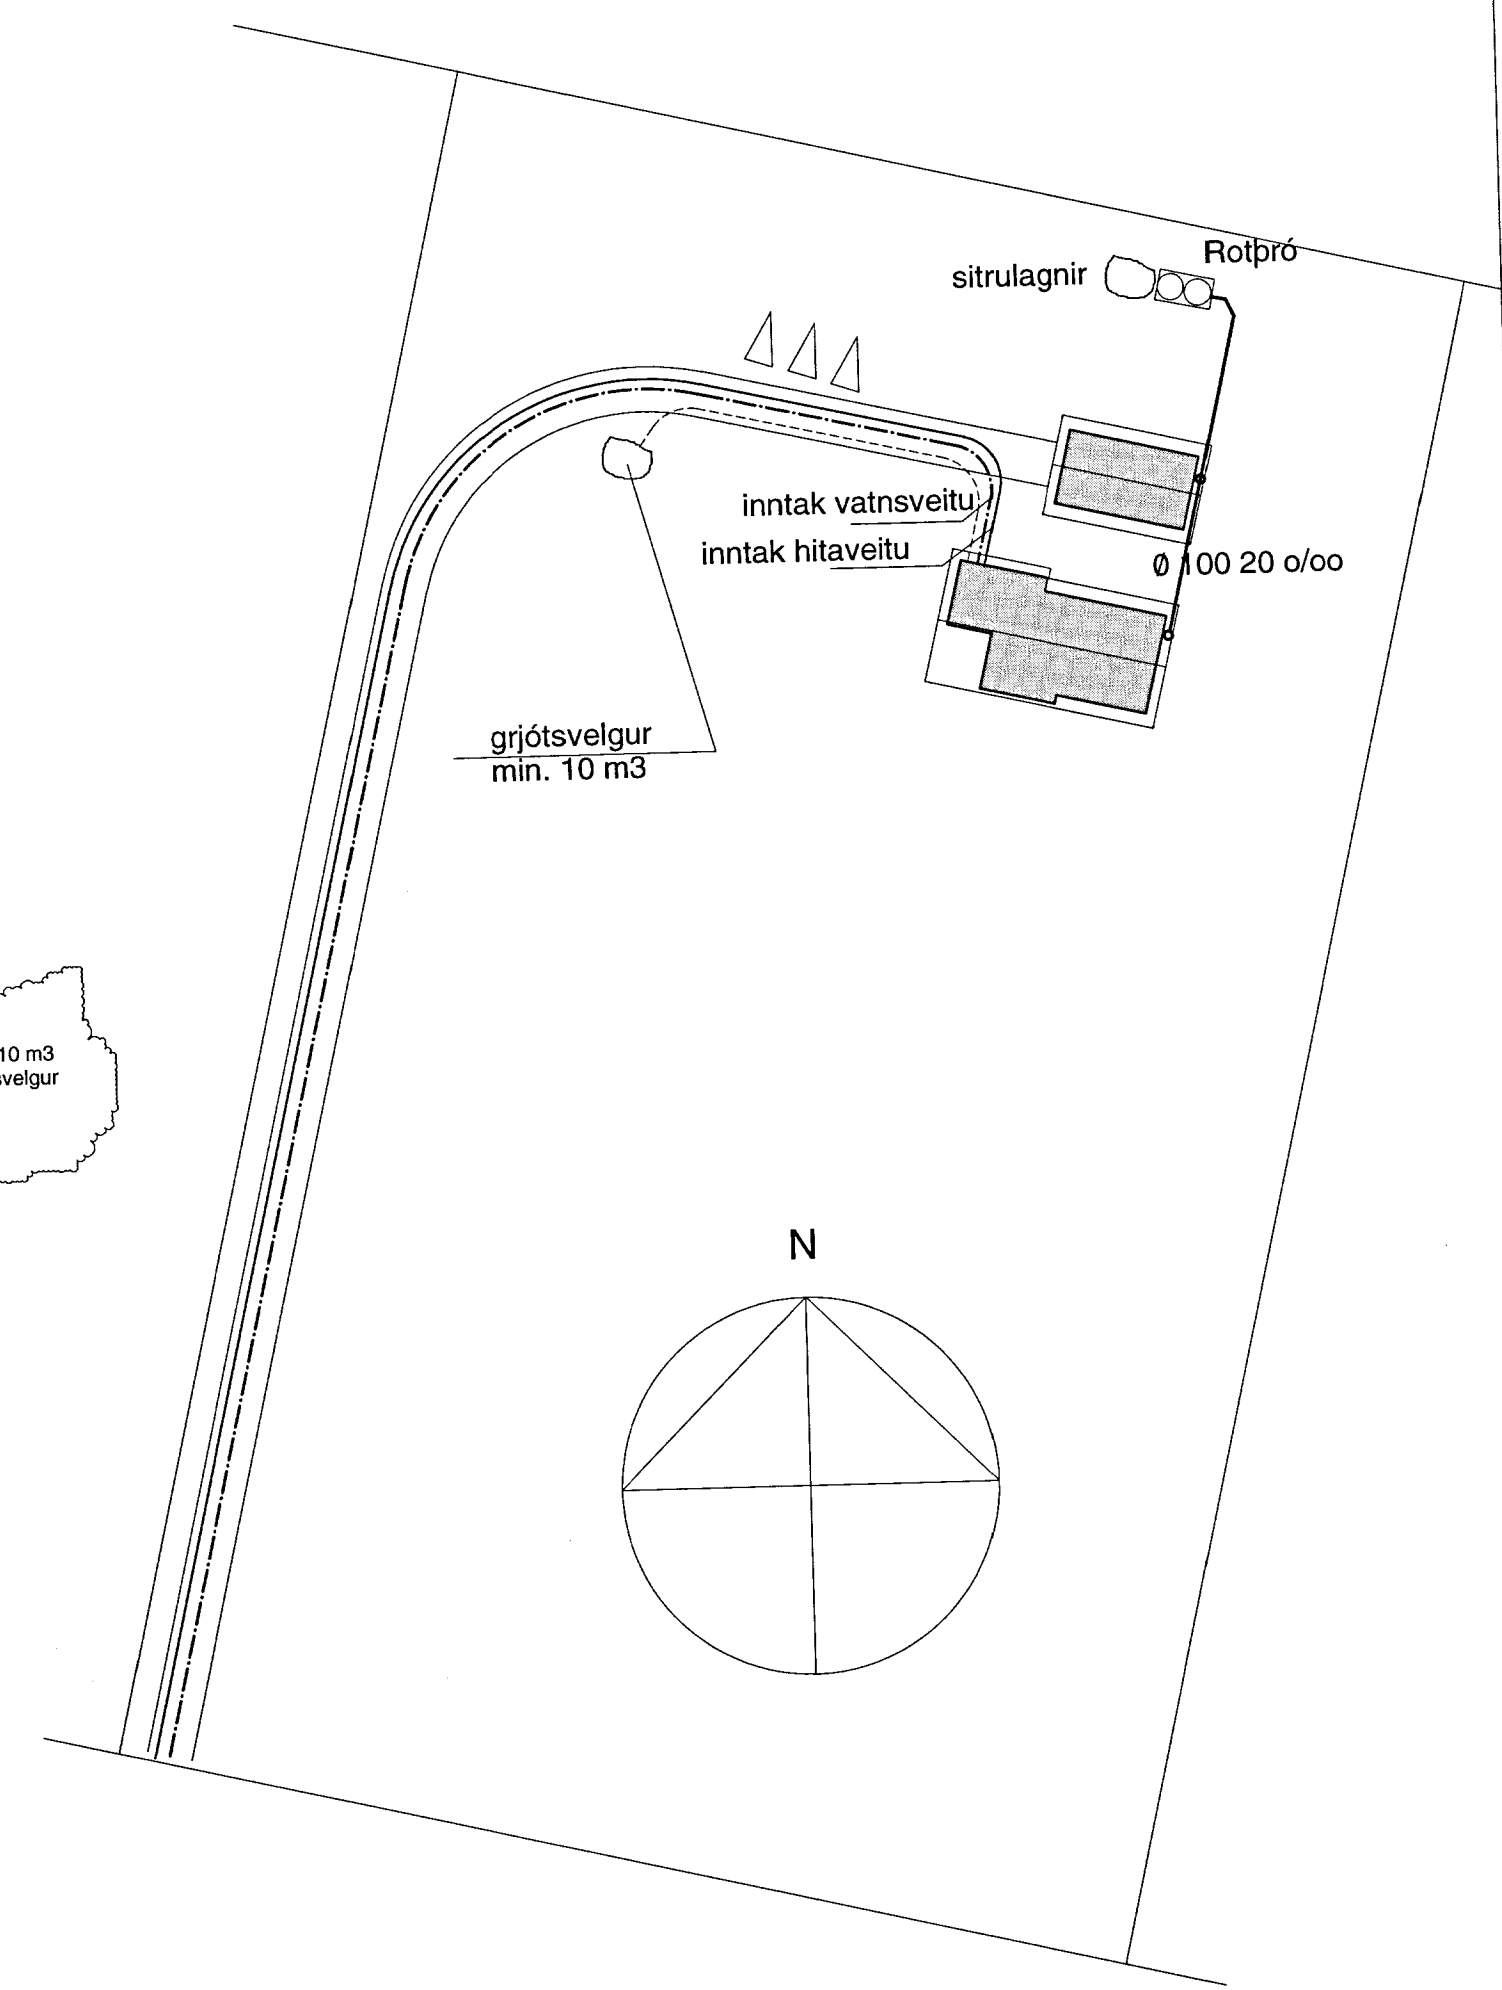 Rotþró
sitrulagnir
inntak vatnsveitu
inntak hitaveitu
Ø 100 20 o/oo
grjótsvelgur
min. 10 m3
10 m3
svelgur
N